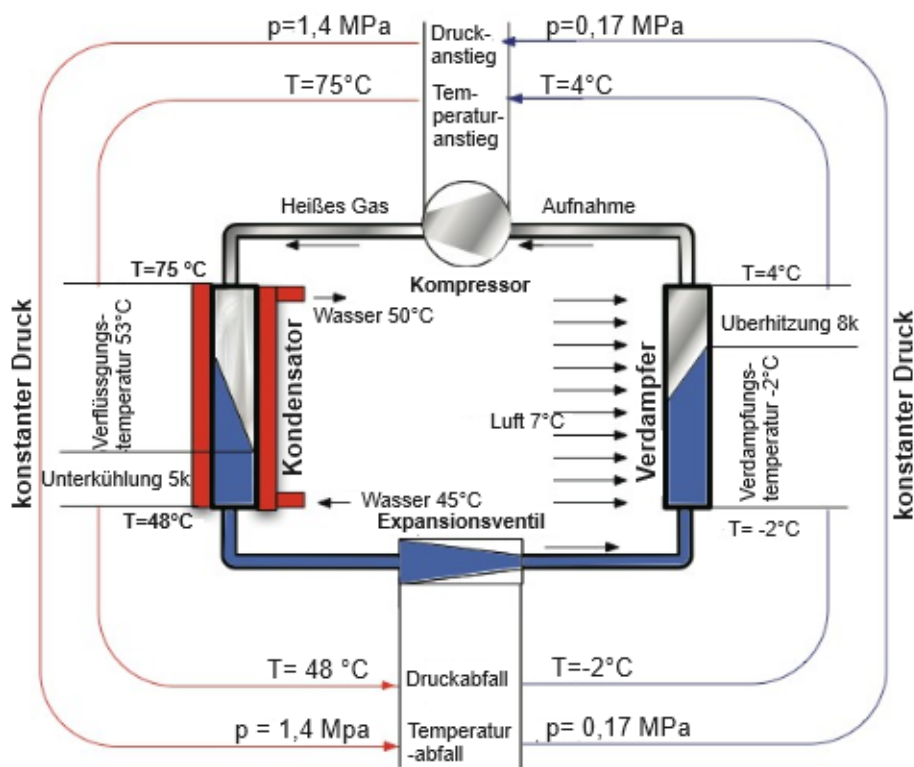 p=1,4 MPa
Druck-
anstieg
p=0,17 MPa
T=75°C
Tem-
peratur-
anstieg
T=4°C
Heißes Gas
Aufnahme
T=75 ºC
Kompressor
T=4°C
Wasser 50°C
Uberhitzung 8k
konstanter Druck
Verflüssgungs-
temperatur 53°C
Kondensator
Luft 7°C
Verdampfer
Verdampfungs-
temperatur -2°C
konstanter Druck
Unterkühlung 5k
Wasser 45°C
T=48°C
Expansionsventil
T= -2°C
T= 48 °C
Druckabfall
T=-2°C
p = 1,4 Mpa
Temperatur
-abfall
p= 0,17 MPa